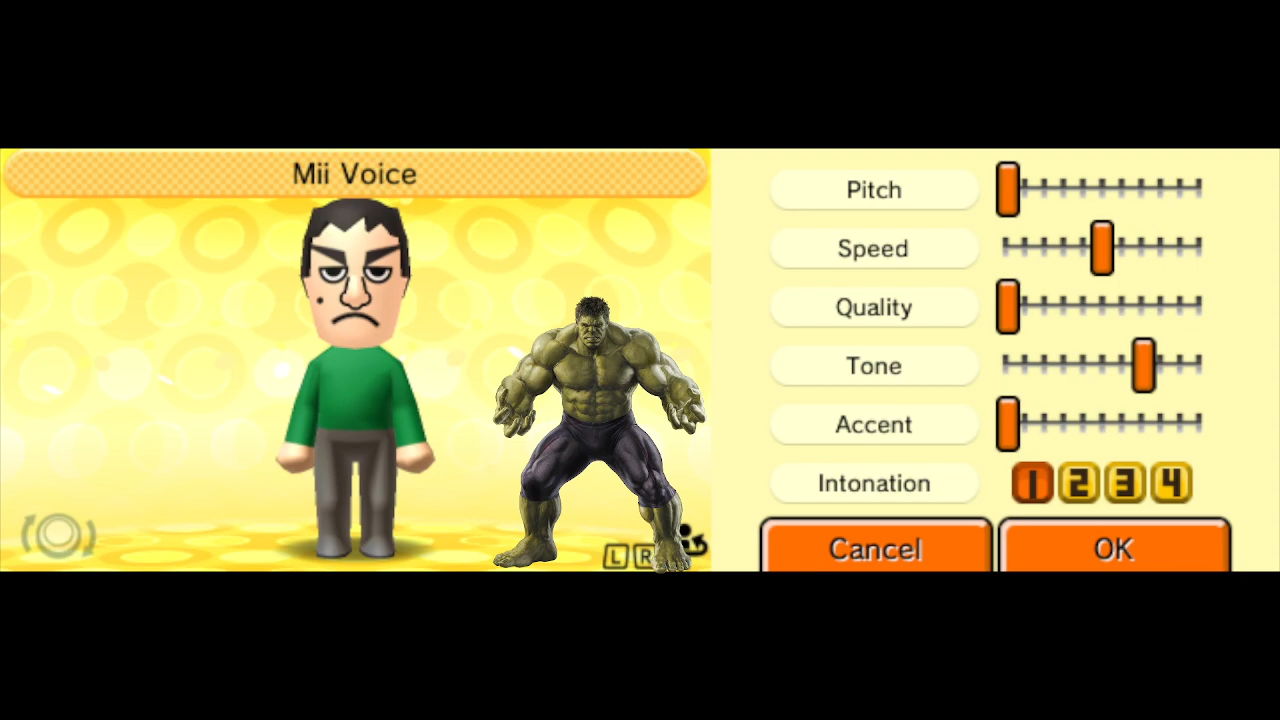 Mii Voice
L R
Pitch
Speed
Quality
Tone
Accent
Intonation
1 2 3 4
Cancel
OK